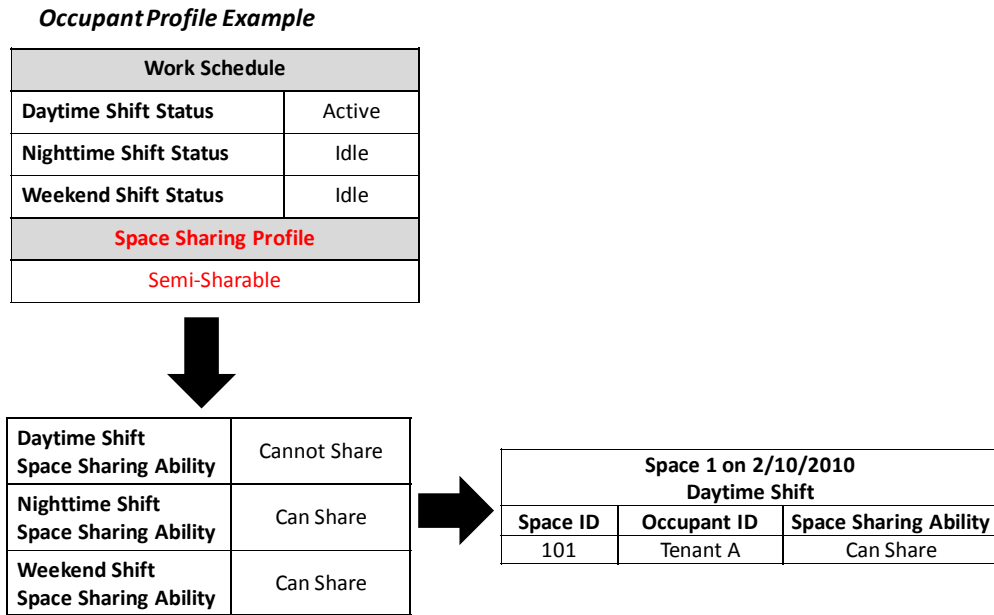 Occupant Profile Example
Work Schedule
Daytime Shift Status Active
Nighttime Shift Status Idle
Weekend Shift Status Idle
Space Sharing Profile
Semi-Sharable
Daytime Shift
Space Sharing Ability
Cannot Share
Nighttime Shift
Space Sharing Ability
Can Share
Weekend Shift
Space Sharing Ability
Can Share
Space 1 on 2/10/2010
Daytime Shift
Space ID Occupant ID Space Sharing Ability
101 Tenant A Can Share